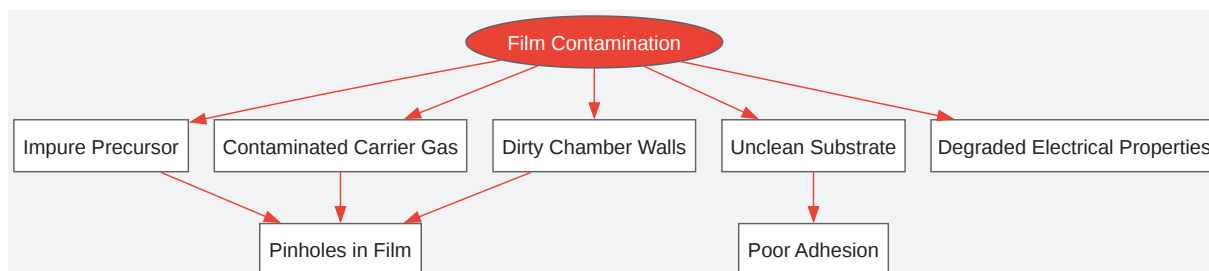 Film Contamination
Impure Precursor
Contaminated Carrier Gas
Dirty Chamber Walls
Unclean Substrate
Degraded Electrical Properties
Pinholes in Film
Poor Adhesion